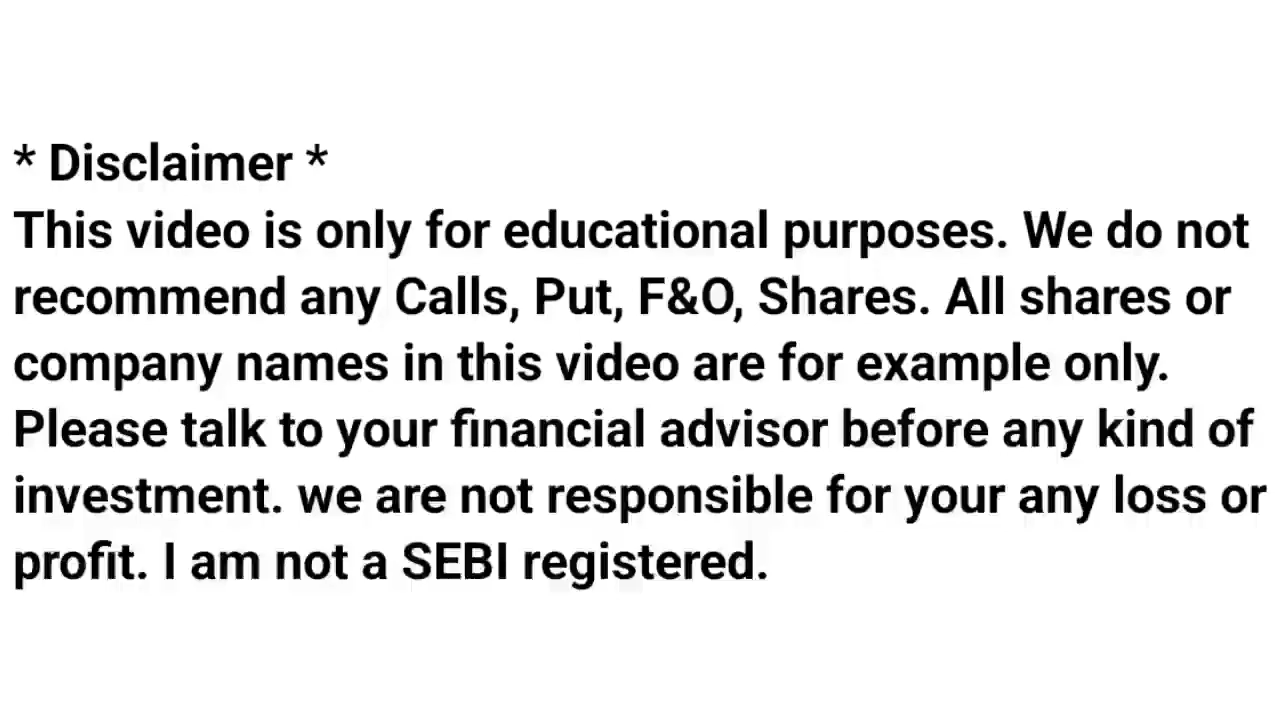 * Disclaimer *
This video is only for educational purposes. We do not
recommend any Calls, Put, F&O, Shares. All shares or
company names in this video are for example only.
Please talk to your financial advisor before any kind of
investment. we are not responsible for your any loss or
profit. I am not a SEBI registered.